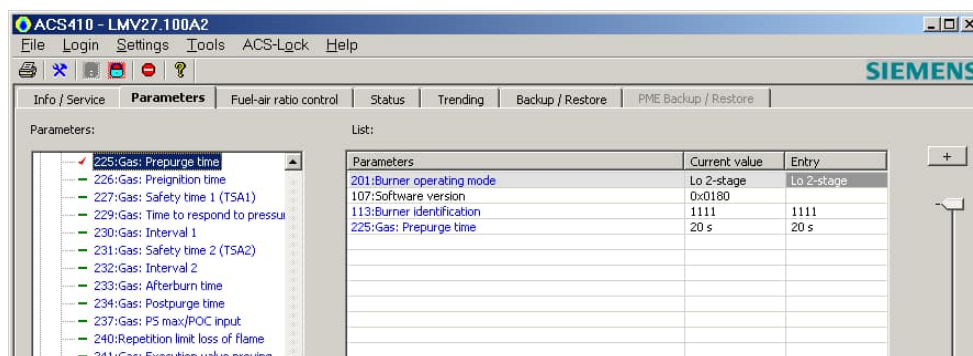 ACS410 - LMV27.100A2
File Login Settings Tools ACS-Lock Help
SIEMENS
Info / Service Parameters Fuel-air ratio control Status Trending Backup / Restore PME Backup / Restore
Parameters: List:
225:Gas: Prepurge time
226:Gas: Preignition time
227:Gas: Safety time 1 (TSA1)
229:Gas: Time to respond to pressu
230:Gas: Interval 1
231:Gas: Safety time 2 (TSA2)
232:Gas: Interval 2
233:Gas: Afterburn time
234:Gas: Postpurge time
237:Gas: PS max/POC input
240:Repetition limit loss of flame
241:Gas: Execution valve proving
Parameters Current value Entry
201:Burner operating mode Lo 2-stage Lo 2-stage
107:Software version 0x0180
113:Burner identification 1111 1111
225:Gas: Prepurge time 20 s 20 s
+